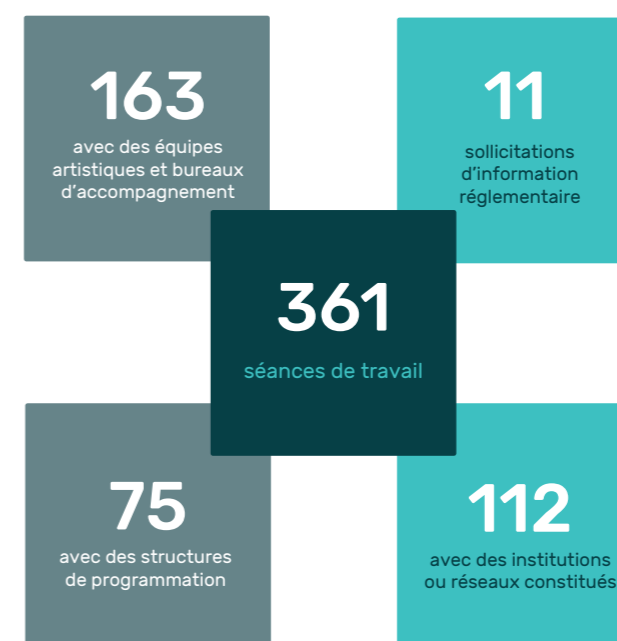 163
avec des équipes
artistiques et bureaux
d'accompagnement
11
sollicitations
d'information
réglementaire
361
séances de travail
75
avec des structures
de programmation
112
avec des institutions
ou réseaux constitués